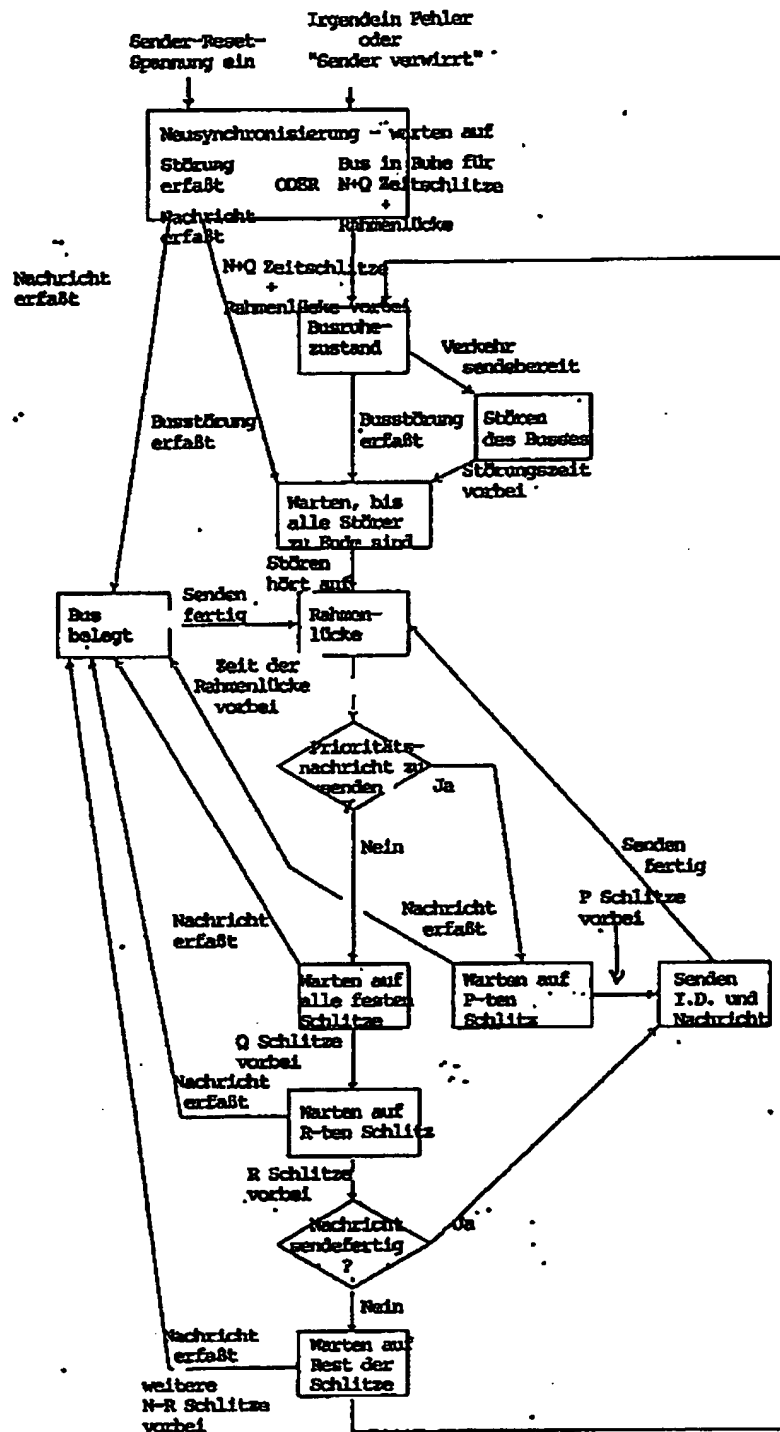 Sender-Reset-
Spannung ein
Irgendein Fehler
oder
"Sender verwirrt"
Neusynchronisierung - warten auf
Störung
erfaßt
ODER
Bus in Ruhe für
N+Q Zeitschlitze
+
Rahmenlücke
Nachricht
erfaßt
Nachricht
erfaßt
N+Q Zeitschlitze
+
Rahmenlücke vorbei
Busruhe-
zustand
Verkehr
sendebereit
Busstörung
erfaßt
Busstörung
erfaßt
Stören
des Busses
Störungszeit
vorbei
Warten, bis
alle Störer
zu Ende sind
Stören
hört auf
Bus
belegt
Senden
fertig
Rahmen-
lücke
Zeit der
Rahmenlücke
vorbei
Prioritäts-
nachricht zu
senden
?
Ja
Nein
Senden
fertig
P Schlitze
vorbei
Nachricht
erfaßt
Nachricht
erfaßt
Warten auf
alle festen
Schlitze
Warten auf
P-ten
Schlitz
Senden
I.D. und
Nachricht
Q Schlitze
vorbei
Nachricht
erfaßt
Warten auf
R-ten Schlitz
R Schlitze
vorbei
Nachricht
sendefertig
?
Ja
Nein
Nachricht
erfaßt
Warten auf
Rest der
Schlitze
weitere
N-R Schlitze
vorbei